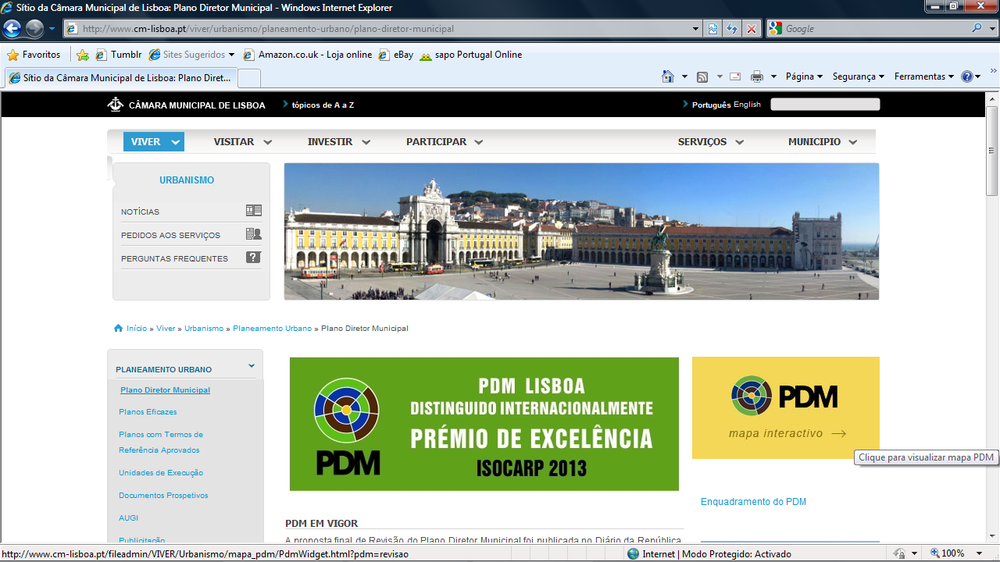 Sítio da Câmara Municipal de Lisboa: Plano Diretor Municipal - Windows Internet Explorer
http://www.cm-lisboa.pt/viver/urbanismo/planeamento-urbano/plano-diretor-municipal
Google
Favoritos
Tumblr
Sites Sugeridos
Amazon.co.uk - Loja online
eBay
sapo Portugal Online
Sítio da Câmara Municipal de Lisboa: Plano Diret...
Página
Segurança
Ferramentas
CÂMARA MUNICIPAL DE LISBOA
tópicos de A a Z
Português English
VIVER
VISITAR
INVESTIR
PARTICIPAR
SERVIÇOS
MUNICIPIO
URBANISMO
NOTÍCIAS
PEDIDOS AOS SERVIÇOS
PERGUNTAS FREQUENTES
Início » Viver » Urbanismo » Planeamento Urbano » Plano Diretor Municipal
PLANEAMENTO URBANO
Plano Diretor Municipal
Planos Eficazes
Planos com Termos de
Referência Aprovados
Unidades de Execução
Documentos Prospetivos
AUGI
Publicitação
PDM
PDM LISBOA
DISTINGUIDO INTERNACIONALMENTE
PRÉMIO DE EXCELÊNCIA
ISOCARP 2013
PDM
mapa interactivo
Clique para visualizar mapa PDM
Enquadramento do PDM
PDM EM VIGOR
A proposta final de Revisão do Plano Diretor Municipal foi publicada no Diário da República
http://www.cm-lisboa.pt/fileadmin/VIVER/Urbanismo/mapa_pdm/PdmWidget.html?pdm=revisao
Internet | Modo Protegido: Activado
100%